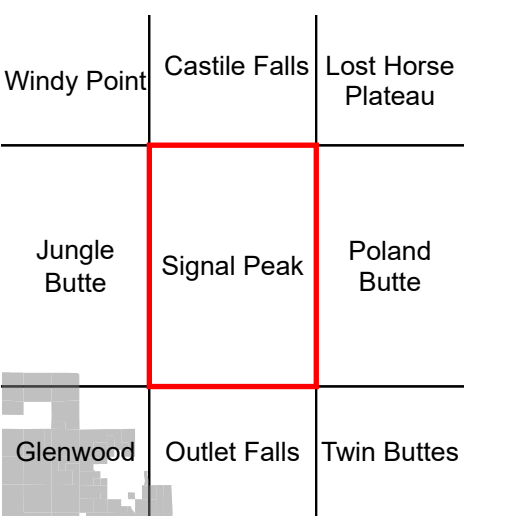 Windy Point
Castile Falls
Lost Horse
Plateau
Jungle
Butte
Signal Peak
Poland
Butte
Glenwood
Outlet Falls
Twin Buttes